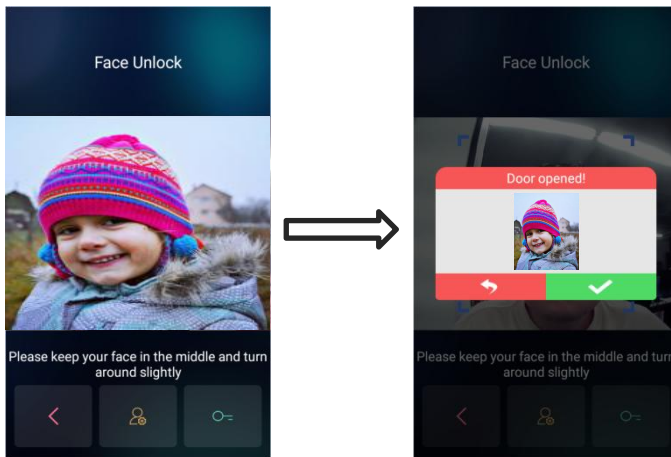 Face Unlock
Please keep your face in the middle and turn
around slightly
Face Unlock
Door opened!
Please keep your face in the middle and turn
around slightly